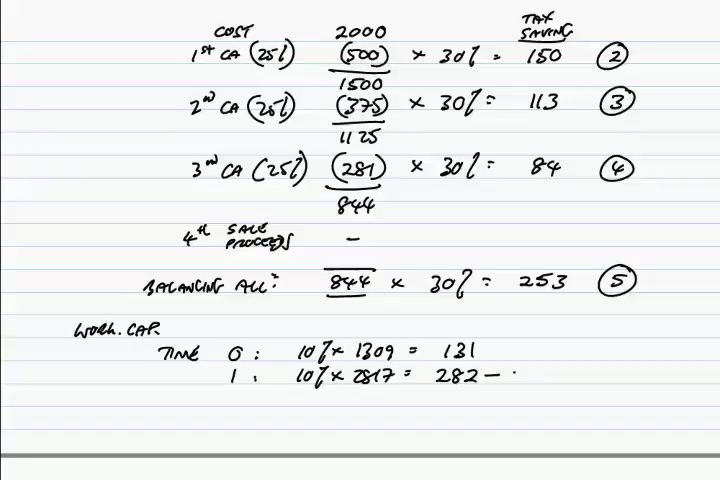 COST 2000 TAX SAVING
1st CA (25%) (500) × 30% = 150 (2)
1500
2nd CA (25%) (375) × 30% = 113 (3)
1125
3rd CA (25%) (281) × 30% = 84 (4)
844
4th SALE PROCEEDS –
BALANCING ALL: 844 × 30% = 253 (5)
WORK. CAP.
TIME 0: 10% × 1309 = 131
1: 10% × 2817 = 282 –